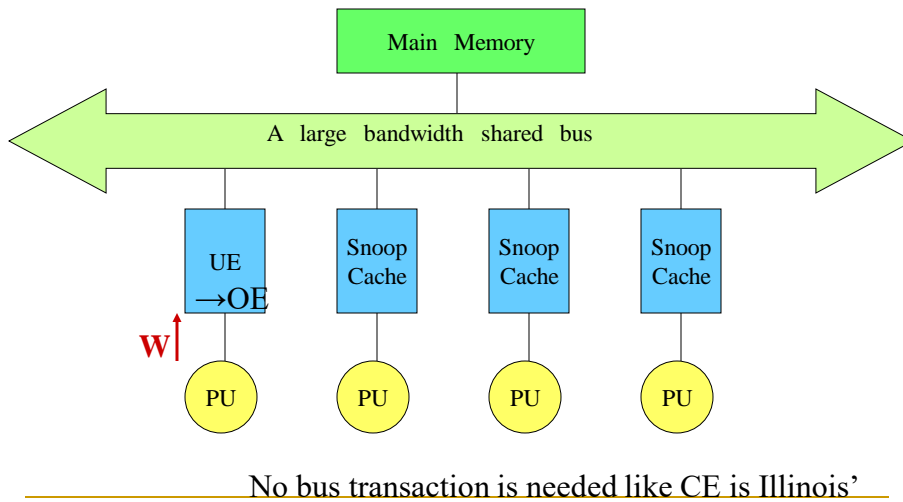 Main Memory
A large bandwidth shared bus
UE
→OE
Snoop
Cache
Snoop
Cache
Snoop
Cache
W
PU
PU
PU
PU
No bus transaction is needed like CE is Illinois’